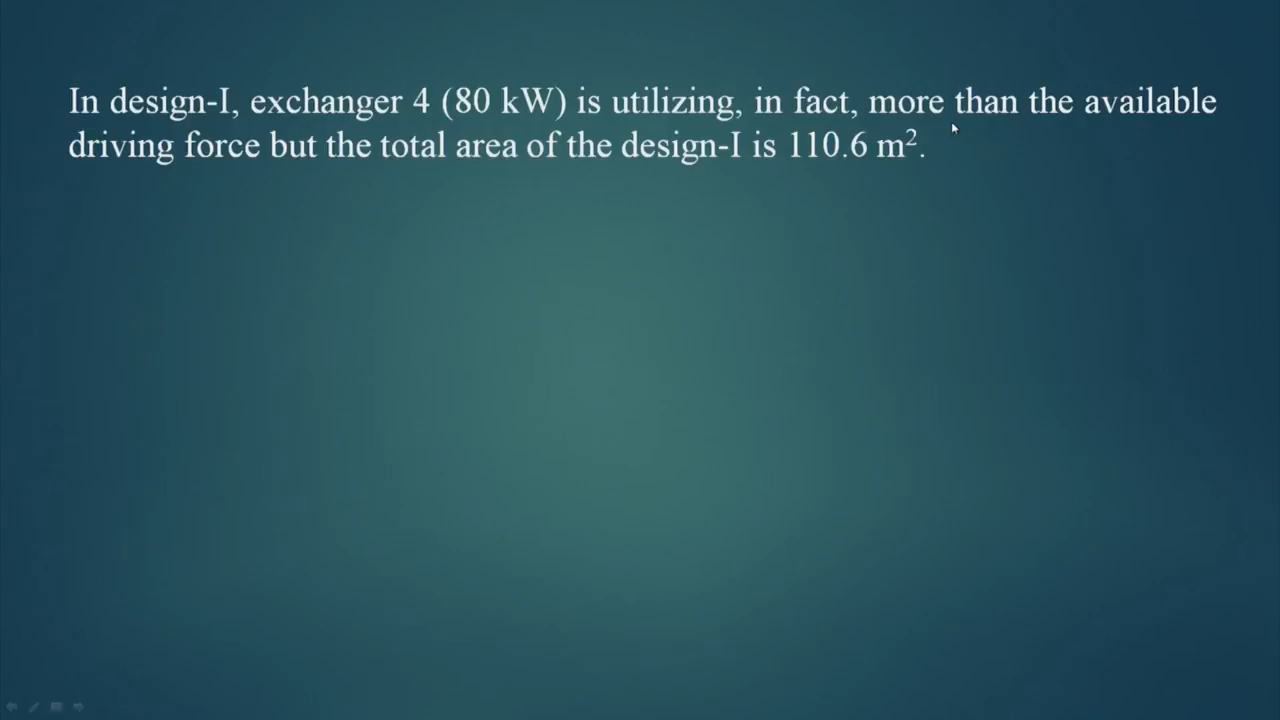 In design-I, exchanger 4 (80 kW) is utilizing, in fact, more than the available
driving force but the total area of the design-I is 110.6 m².